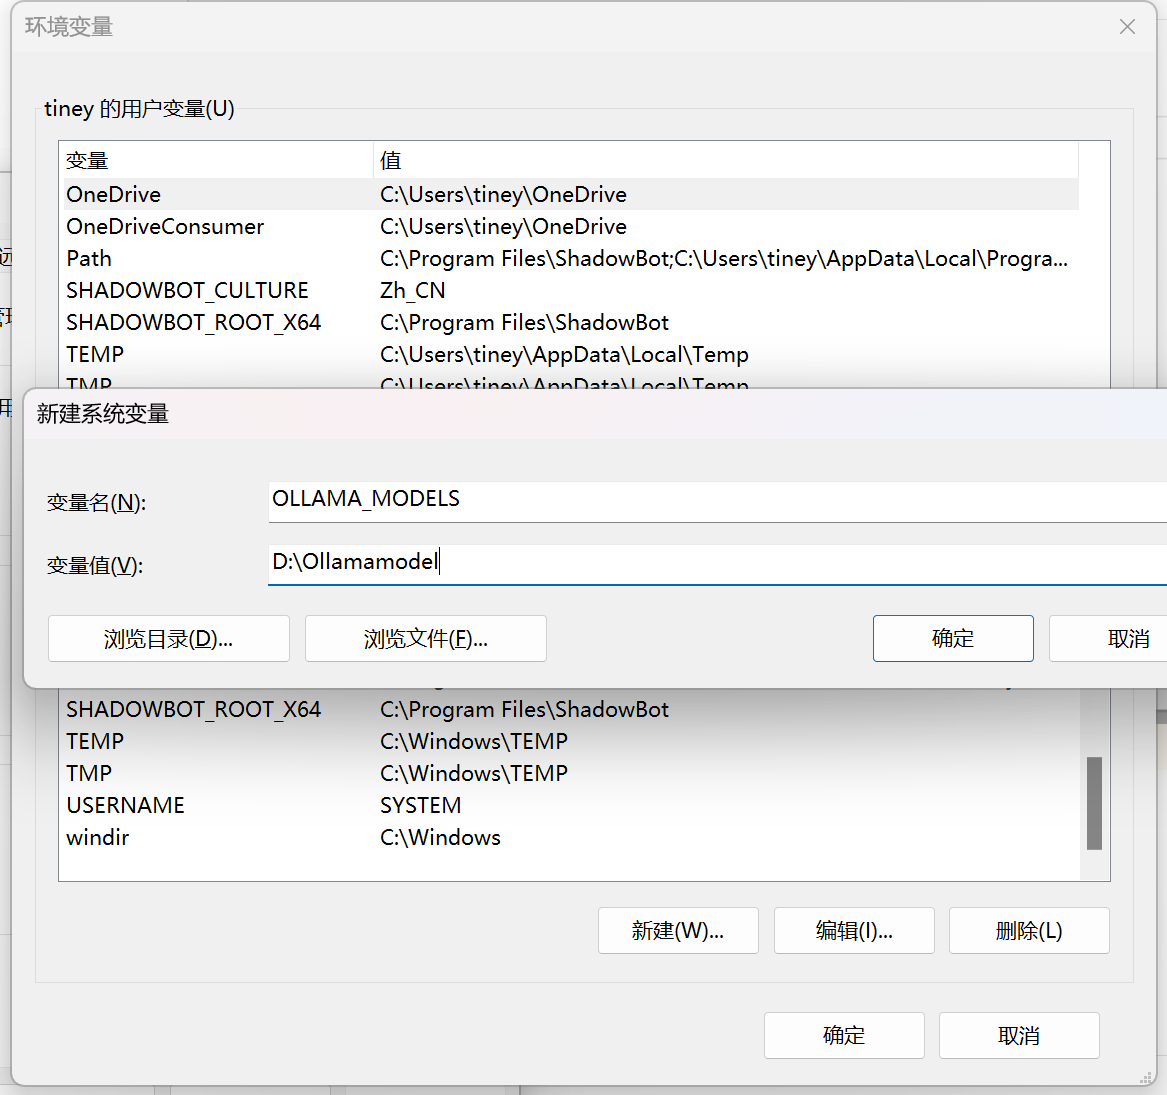 环境变量
tiney 的用户变量(U)
变量 值
OneDrive C:\Users\tiney\OneDrive
OneDriveConsumer C:\Users\tiney\OneDrive
Path C:\Program Files\ShadowBot;C:\Users\tiney\AppData\Local\Progra...
SHADOWBOT_CULTURE Zh_CN
SHADOWBOT_ROOT_X64 C:\Program Files\ShadowBot
TEMP C:\Users\tiney\AppData\Local\Temp
TMP C:\Users\tiney\AppData\Local\Temp
新建系统变量
变量名(N): OLLAMA_MODELS
变量值(V): D:\Ollamamodel
浏览目录(D)... 浏览文件(F)... 确定 取消
SHADOWBOT_ROOT_X64 C:\Program Files\ShadowBot
TEMP C:\Windows\TEMP
TMP C:\Windows\TEMP
USERNAME SYSTEM
windir C:\Windows
新建(W)... 编辑(I)... 删除(L)
确定 取消